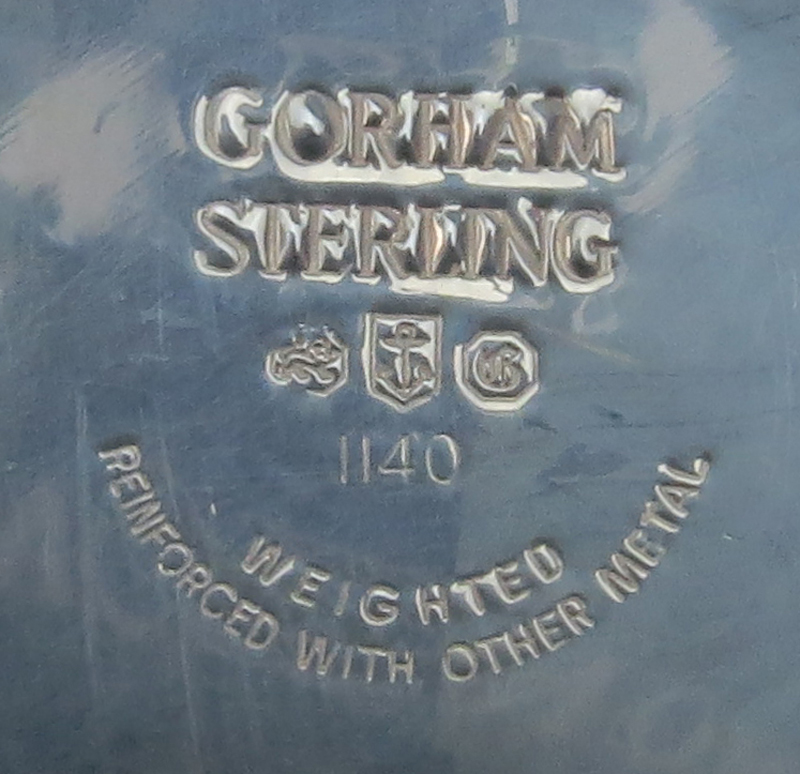 GORHAM
STERLING
1140
WEIGHTED
REINFORCED WITH OTHER METAL